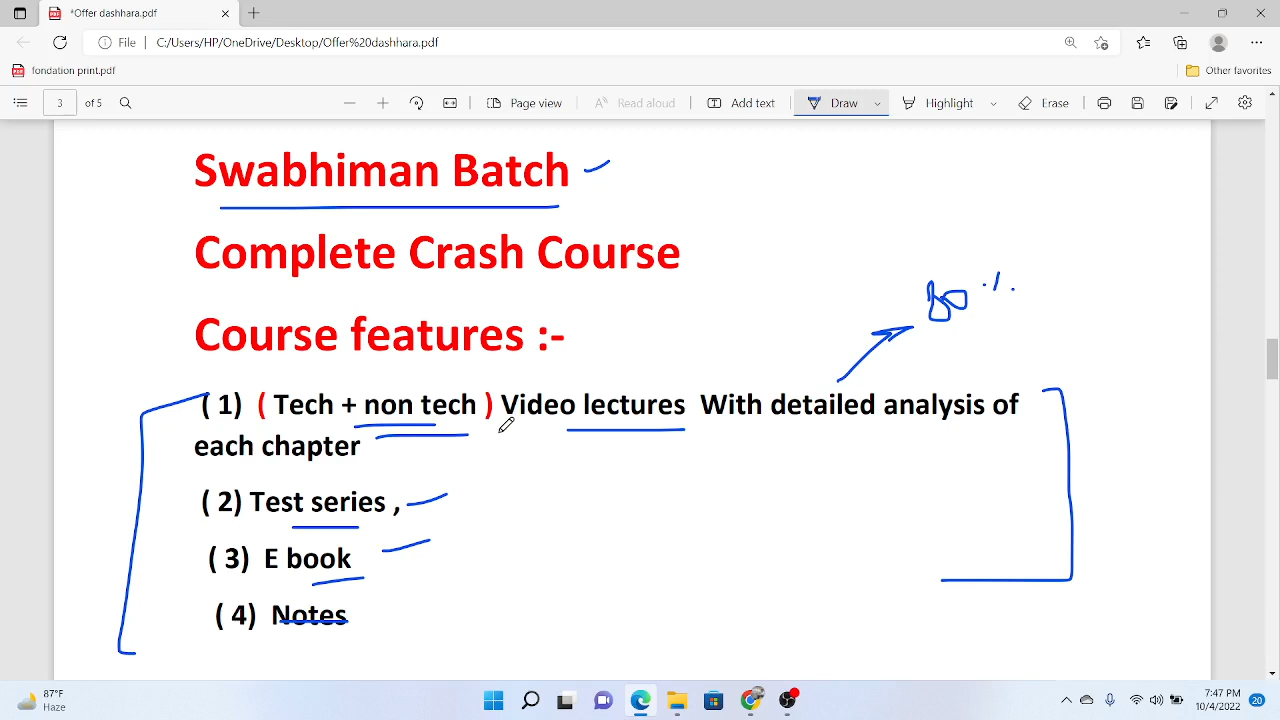 *Offer dashhara.pdf
File C:/Users/HP/OneDrive/Desktop/Offer%20dashhara.pdf
fondation print.pdf Other favorites
3 of 5 Page view Read aloud Add text Draw Highlight Erase
Swabhiman Batch
Complete Crash Course
80 %
Course features :-
( 1) ( Tech + non tech ) Video lectures With detailed analysis of
each chapter
( 2) Test series ,
( 3) E book
( 4) Notes
87°F
Haze
7:47 PM
10/4/2022
20